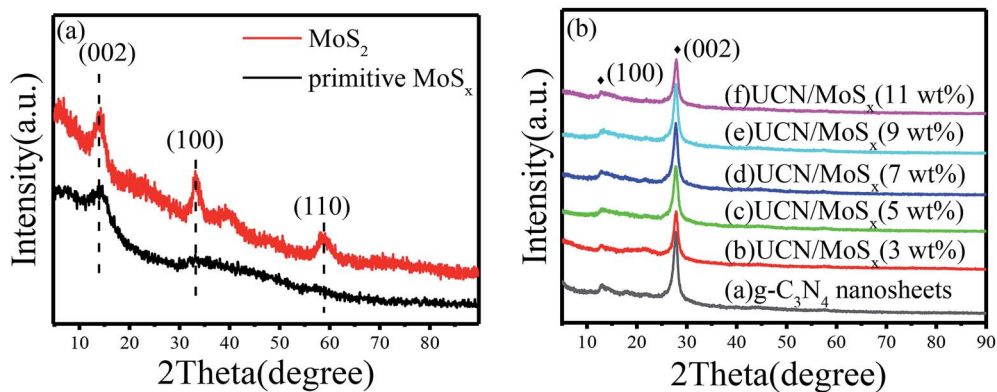 (a)
(002)
MoS₂
primitive MoSₓ
(100)
(110)
Intensity(a.u.)
10 20 30 40 50 60 70 80
2Theta(degree)
(b)
(002)
(100)
(f)UCN/MoSₓ(11 wt%)
(e)UCN/MoSₓ(9 wt%)
(d)UCN/MoSₓ(7 wt%)
(c)UCN/MoSₓ(5 wt%)
(b)UCN/MoSₓ(3 wt%)
(a)g-C₃N₄ nanosheets
Intensity(a.u.)
10 20 30 40 50 60 70 80 90
2Theta(degree)